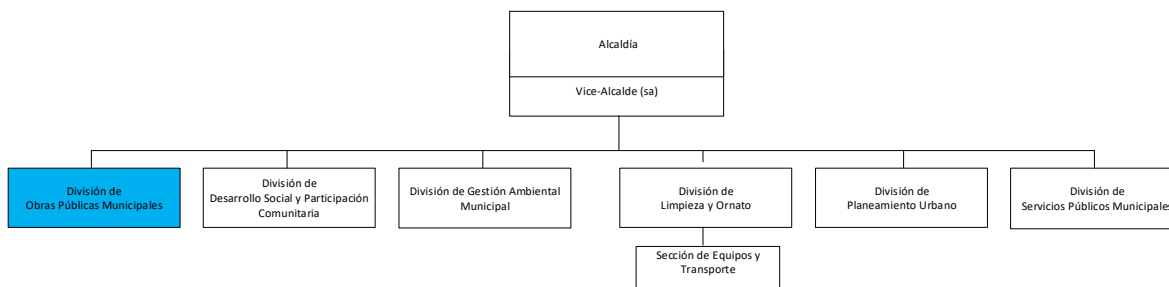 Alcaldía
Vice-Alcalde (sa)
División de
Obras Públicas Municipales
División de
Desarrollo Social y Participación
Comunitaria
División de Gestión Ambiental
Municipal
División de
Limpieza y Ornato
División de
Planeamiento Urbano
División de
Servicios Públicos Municipales
Sección de Equipos y
Transporte